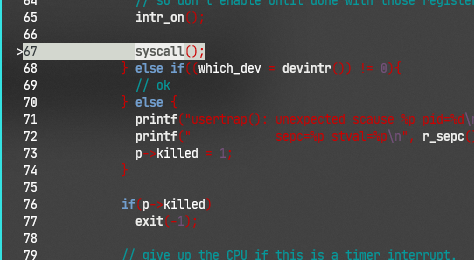 64 // so don't enable until done with those register
65 intr_on();
66
>67 syscall();
68 } else if((which_dev = devintr()) != 0){
69 // ok
70 } else {
71 printf("usertrap(): unexpected scause %p pid=%d\n
72 printf("            sepc=%p stval=%p\n", r_sepc()
73 p->killed = 1;
74 }
75
76 if(p->killed)
77 exit(-1);
78
79 // give up the CPU if this is a timer interrupt.